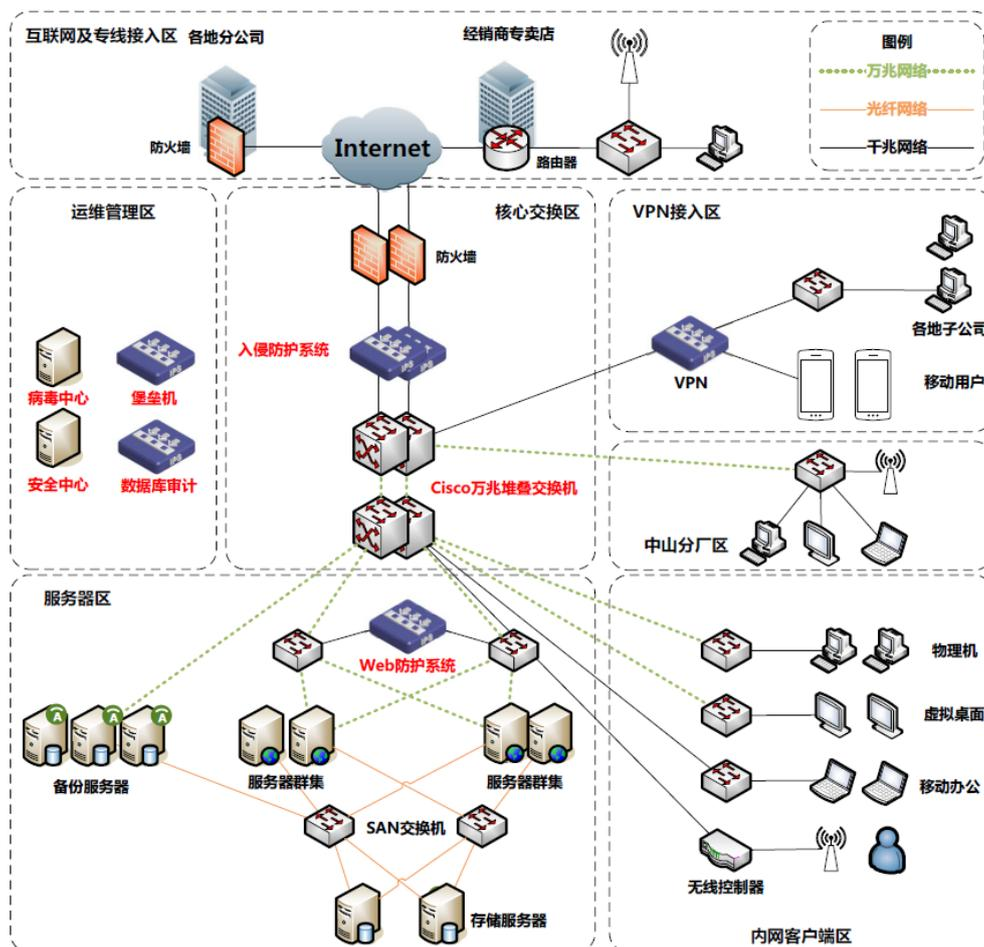 互联网及专线接入区
各地分公司
经销商专卖店
图例
万兆网络
光纤网络
千兆网络
防火墙
Internet
路由器
运维管理区
核心交换区
VPN接入区
防火墙
入侵防护系统
各地子公司
VPN
移动用户
病毒中心
堡垒机
安全中心
数据库审计
Cisco万兆堆叠交换机
中山分厂区
服务器区
Web防护系统
物理机
虚拟桌面
备份服务器
服务器群集
服务器群集
移动办公
SAN交换机
无线控制器
存储服务器
内网客户端区
IPS
IPS
IPS
IPS
IPS
A
A
A